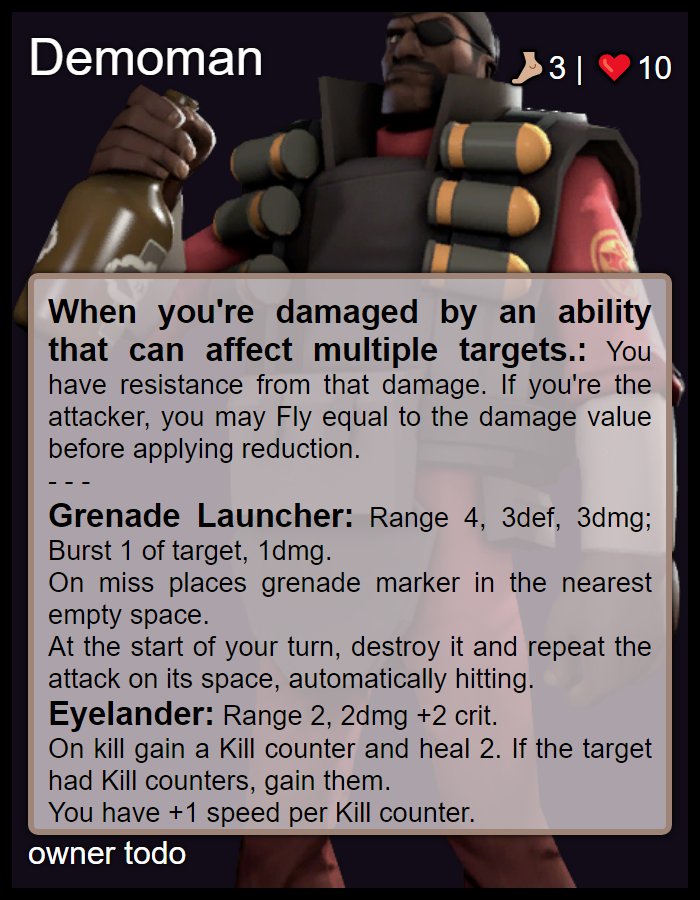 Demoman
3 | 10
When you're damaged by an ability
that can affect multiple targets.: You
have resistance from that damage. If you're the
attacker, you may Fly equal to the damage value
before applying reduction.
- - -
Grenade Launcher: Range 4, 3def, 3dmg;
Burst 1 of target, 1dmg.
On miss places grenade marker in the nearest
empty space.
At the start of your turn, destroy it and repeat the
attack on its space, automatically hitting.
Eyelander: Range 2, 2dmg +2 crit.
On kill gain a Kill counter and heal 2. If the target
had Kill counters, gain them.
You have +1 speed per Kill counter.
owner todo